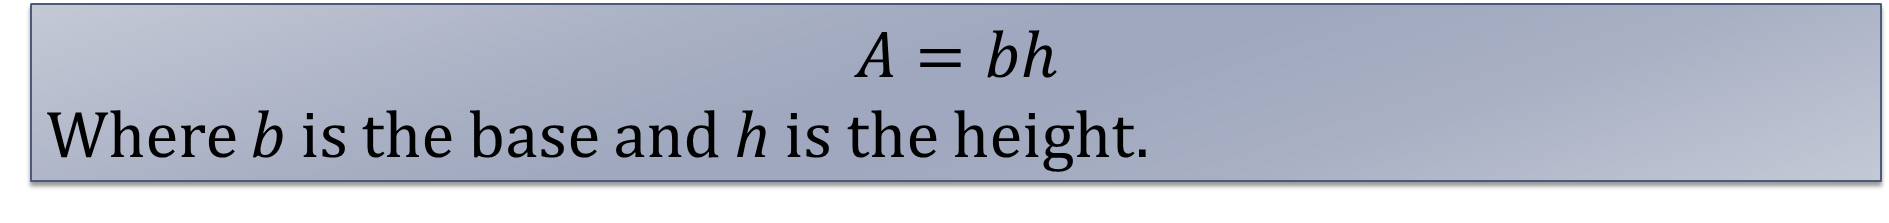 A = bh
Where b is the base and h is the height.